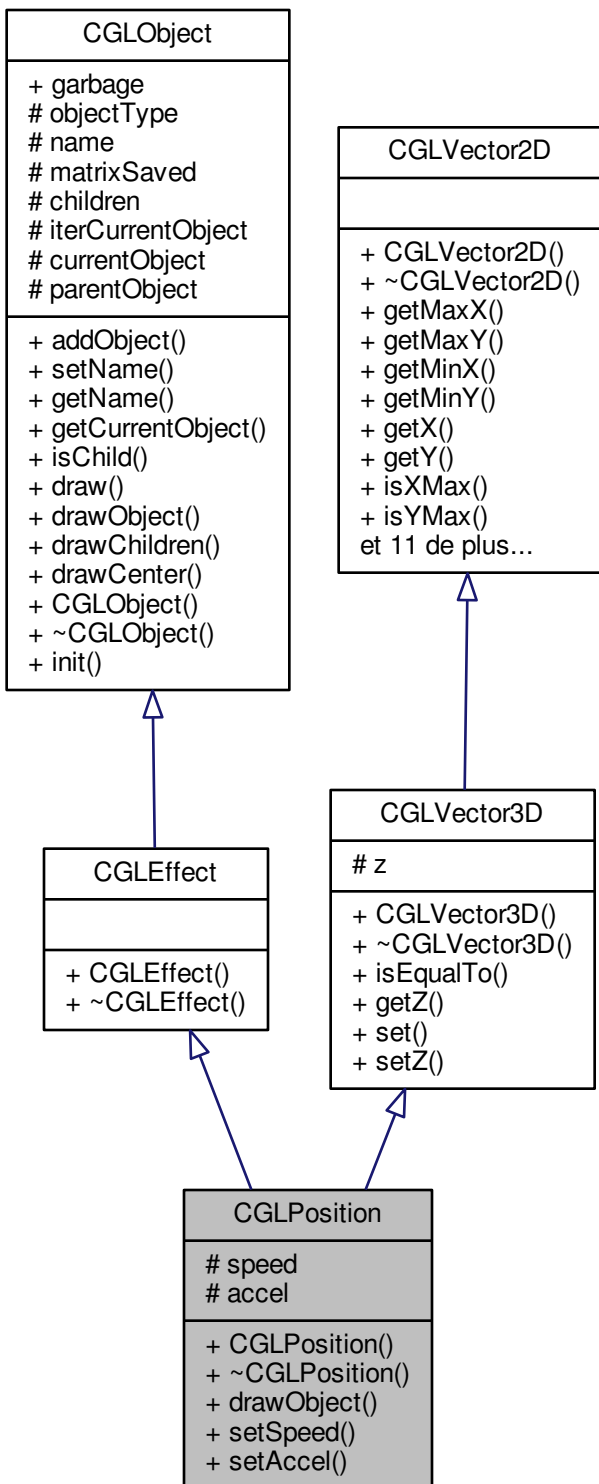 CGLObject
+ garbage
# objectType
# name
# matrixSaved
# children
# iterCurrentObject
# currentObject
# parentObject
+ addObject()
+ setName()
+ getName()
+ getCurrentObject()
+ isChild()
+ draw()
+ drawObject()
+ drawChildren()
+ drawCenter()
+ CGLObject()
+ ~CGLObject()
+ init()
CGLVector2D
+ CGLVector2D()
+ ~CGLVector2D()
+ getMaxX()
+ getMaxY()
+ getMinX()
+ getMinY()
+ getX()
+ getY()
+ isXMax()
+ isYMax()
et 11 de plus...
CGLEffect
+ CGLEffect()
+ ~CGLEffect()
CGLVector3D
# z
+ CGLVector3D()
+ ~CGLVector3D()
+ isEqualTo()
+ getZ()
+ set()
+ setZ()
CGLPosition
# speed
# accel
+ CGLPosition()
+ ~CGLPosition()
+ drawObject()
+ setSpeed()
+ setAccel()